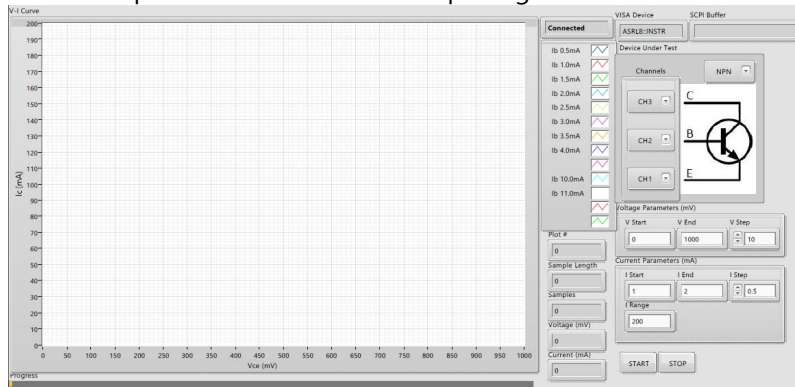 V-I Curve
200
190
180
170
160
150
140
130
120
110
100
90
80
70
60
50
40
30
20
10
0
Ic (mA)
0 50 100 150 200 250 300 350 400 450 500 550 600 650 700 750 800 850 900 950 1000
Vce (mV)
Progress
Connected
Ib 0.5mA
Ib 1.0mA
Ib 1.5mA
Ib 2.0mA
Ib 2.5mA
Ib 3.0mA
Ib 3.5mA
Ib 4.0mA
Ib 10.0mA
Ib 11.0mA
Plot #
0
Sample Length
0
Samples
0
Voltage (mV)
0
Current (mA)
0
VISA Device SCPI Buffer
ASRL8::INSTR
Device Under Test
Channels NPN
CH3 C
CH2 B
CH1 E
Voltage Parameters (mV)
V Start V End V Step
0 1000 10
Current Parameters (mA)
I Start I End I Step
1 2 0.5
I Range
200
START STOP